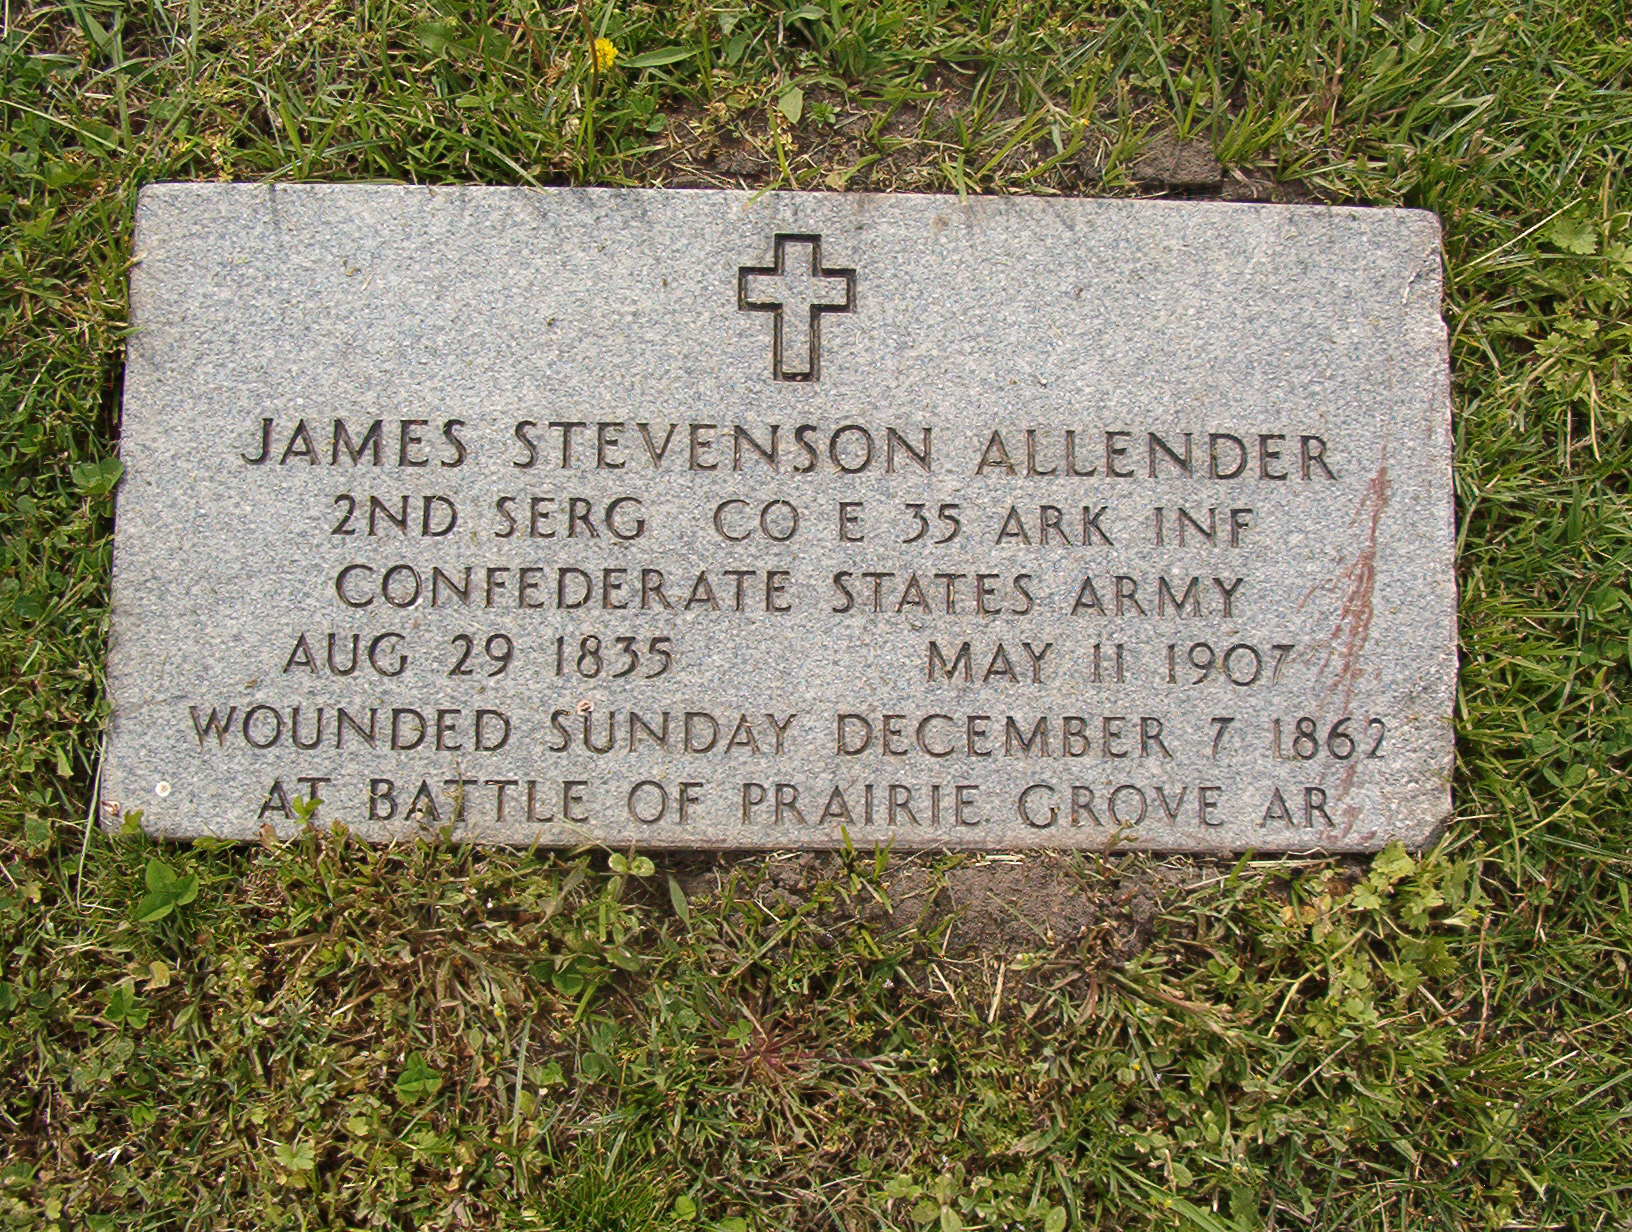 JAMES STEVENSON ALLENDER
2ND SERG CO E 35 ARK INF
CONFEDERATE STATES ARMY
AUG 29 1835 MAY 11 1907
WOUNDED SUNDAY DECEMBER 7 1862
AT BATTLE OF PRAIRIE GROVE AR